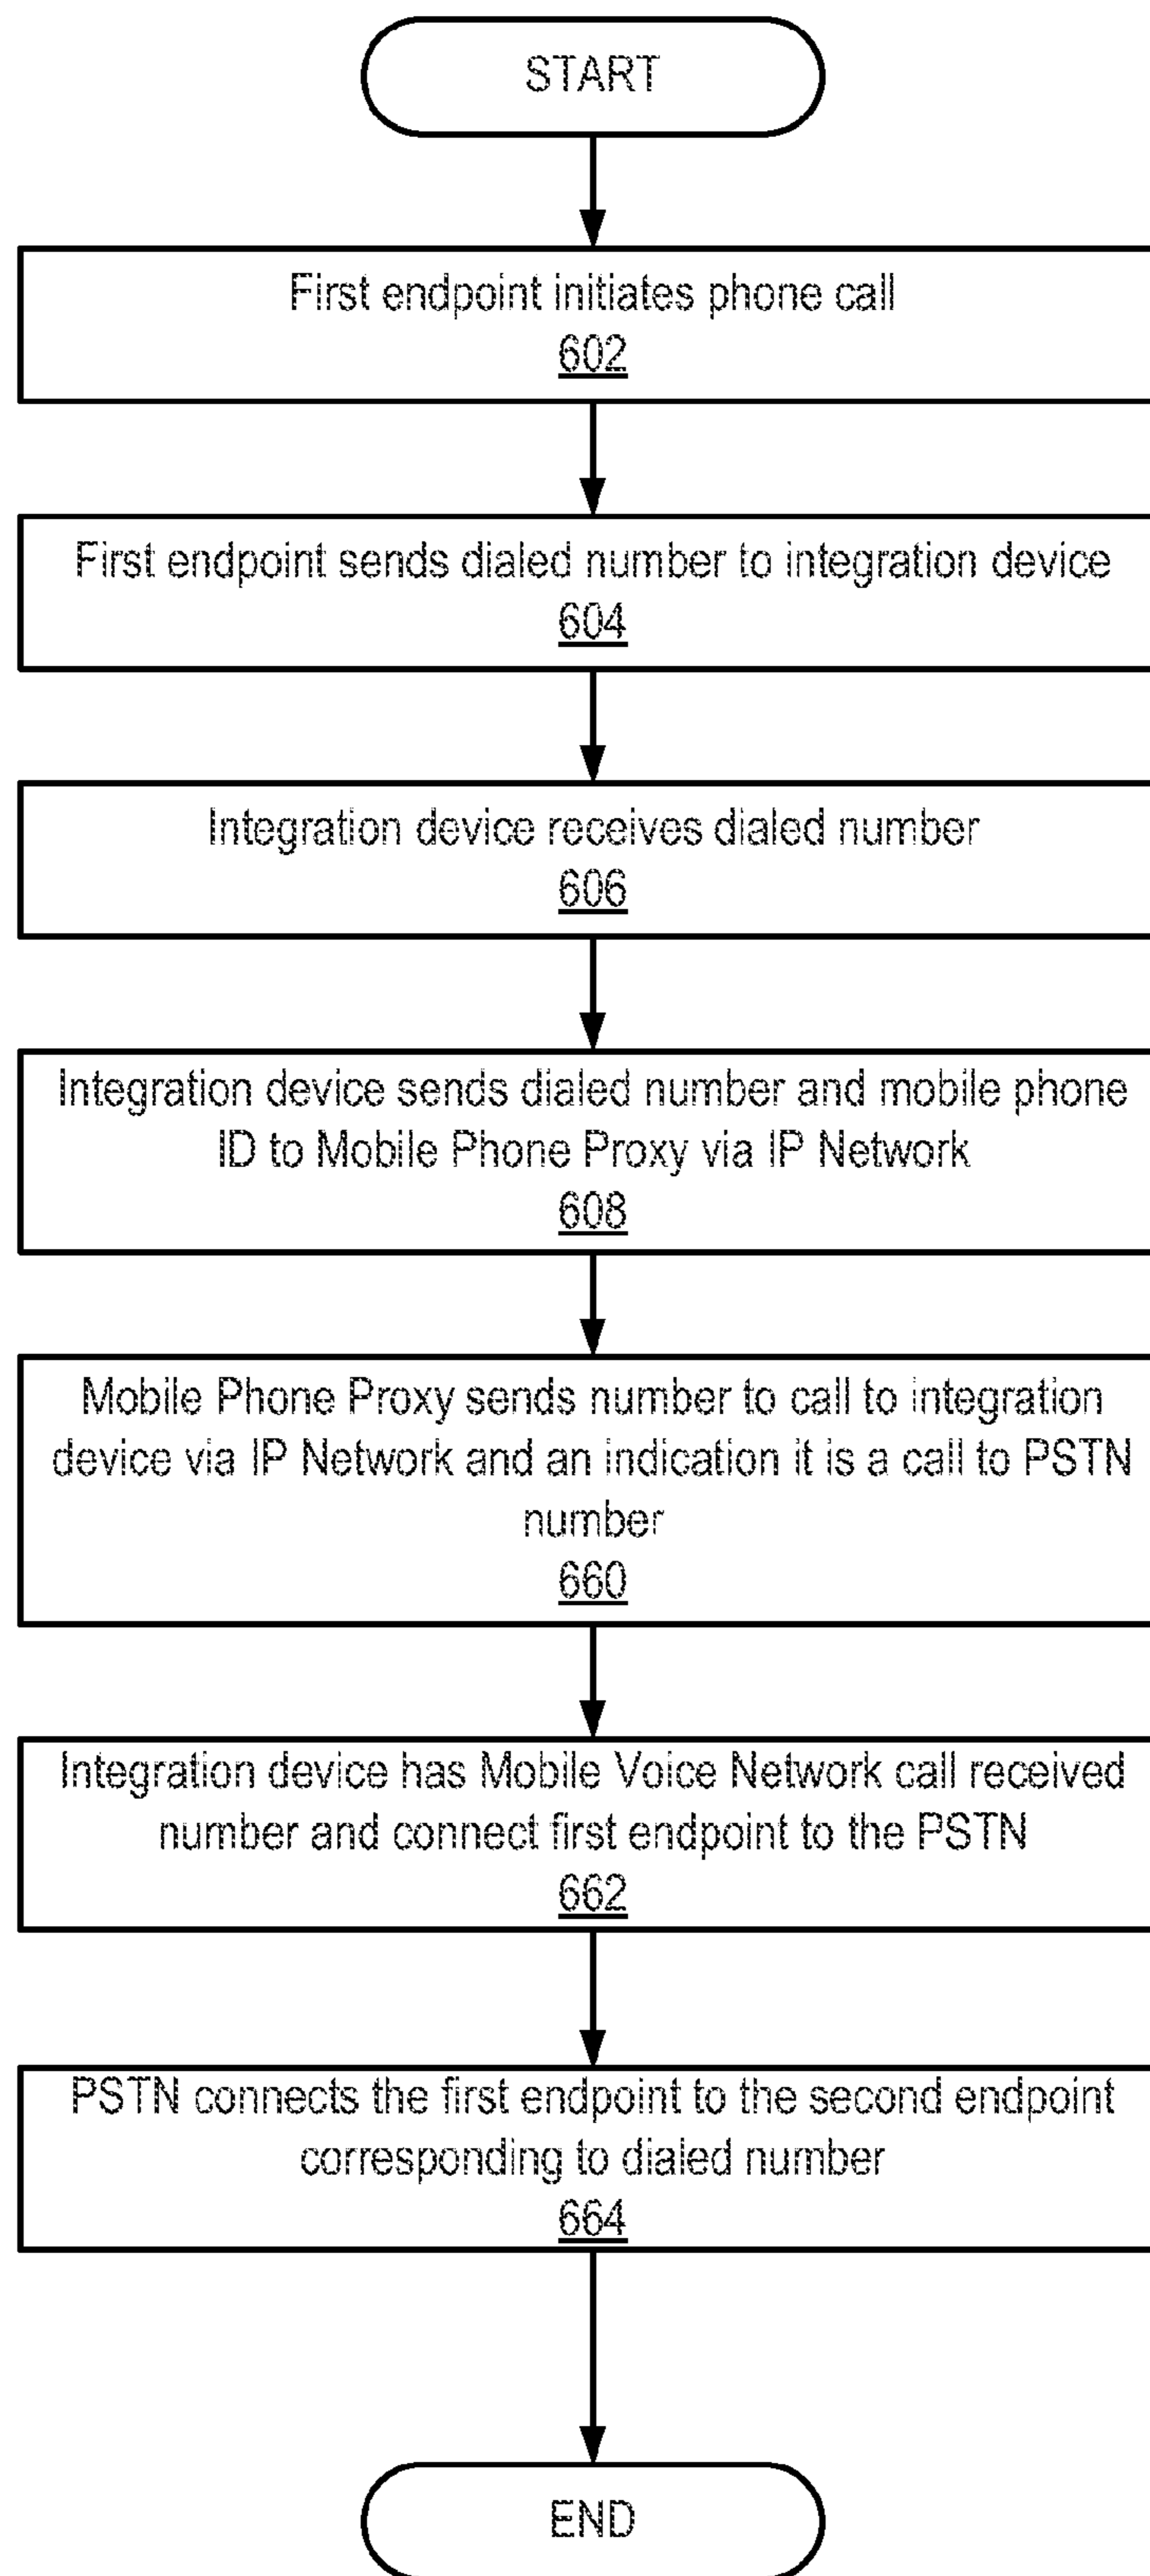 START
First endpoint initiates phone call
602
First endpoint sends dialed number to integration device
604
Integration device receives dialed number
606
Integration device sends dialed number and mobile phone
ID to Mobile Phone Proxy via IP Network
608
Mobile Phone Proxy sends number to call to integration
device via IP Network and an indication it is a call to PSTN
number
660
Integration device has Mobile Voice Network call received
number and connect first endpoint to the PSTN
662
PSTN connects the first endpoint to the second endpoint
corresponding to dialed number
664
END